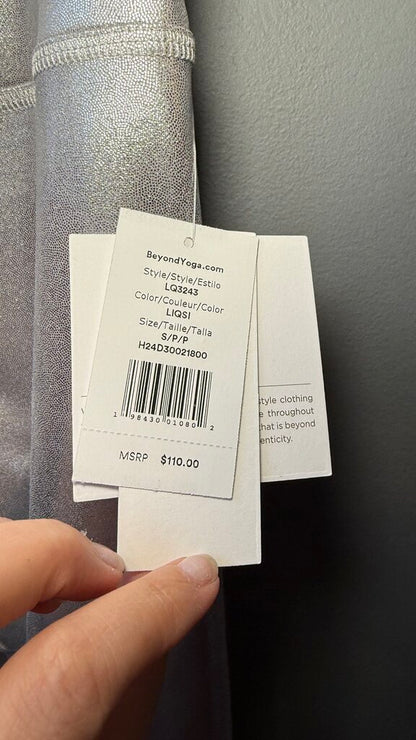 BeyondYoga.com
Style/Style/Estilo
LQ3243
Color/Couleur/Color
LIQSI
Size/Taille/Talla
S/P/P
H24D30021800
1 98430 01080 2
MSRP $110.00
style clothing
throughout
that is beyond